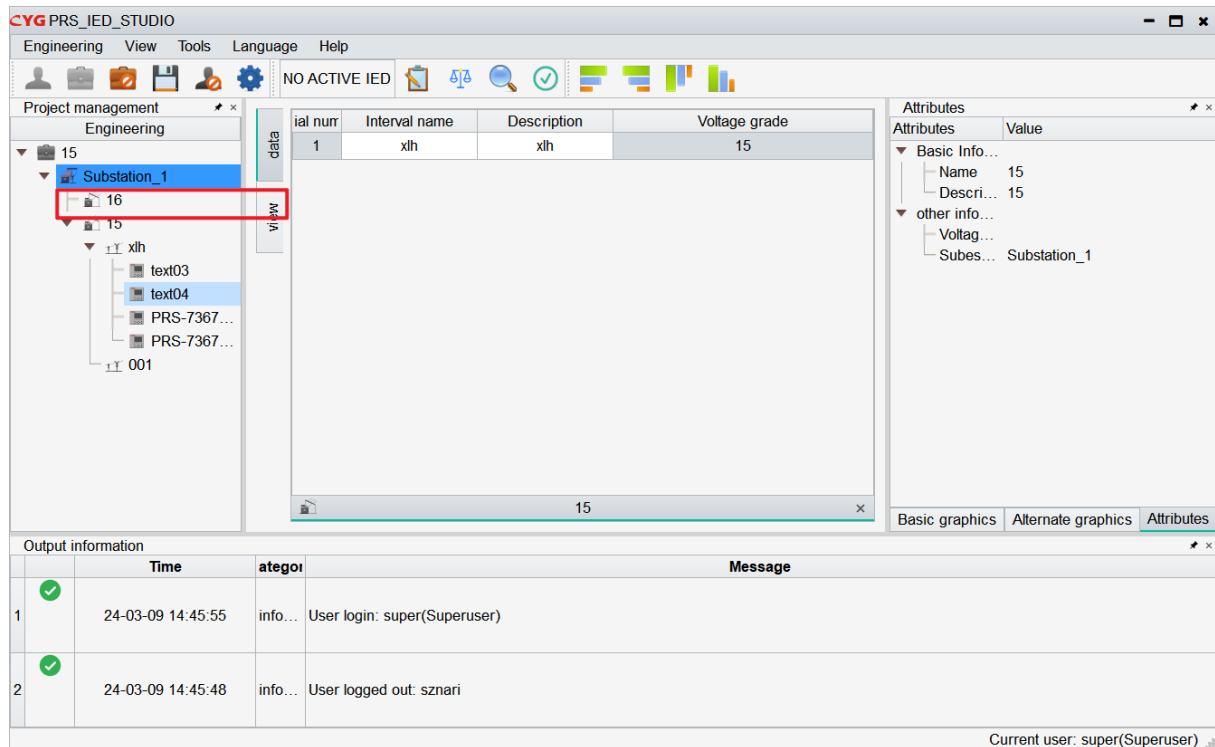 CYG PRS_IED_STUDIO
Engineering View Tools Language Help
NO ACTIVE IED
Project management
Engineering
15
Substation_1
16
15
xlh
text03
text04
PRS-7367...
PRS-7367...
001
data
view
ial num Interval name Description Voltage grade
1 xlh xlh 15
15
Attributes
Attributes Value
Basic Info...
Name 15
Descri... 15
other info...
Voltag...
Subes... Substation_1
Basic graphics Alternate graphics Attributes
Output information
Time ategor Message
1 24-03-09 14:45:55 info... User login: super(Superuser)
2 24-03-09 14:45:48 info... User logged out: sznari
Current user: super(Superuser)